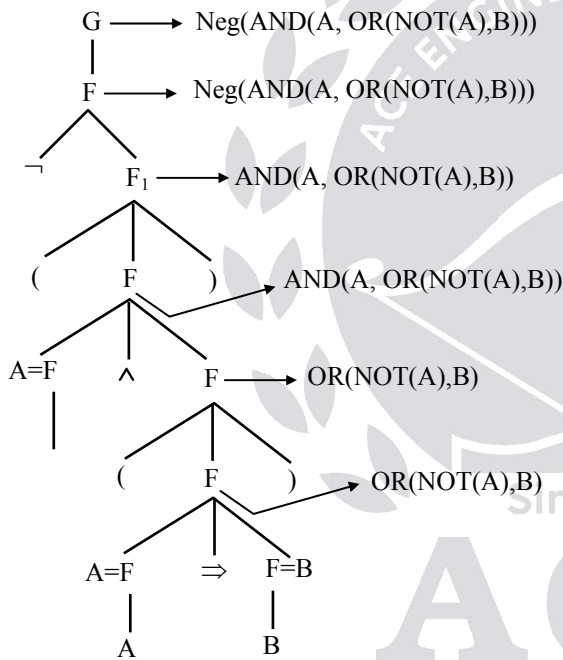 G Neg(AND(A, OR(NOT(A),B)))
F Neg(AND(A, OR(NOT(A),B)))
¬
F₁ AND(A, OR(NOT(A),B))
( F )
AND(A, OR(NOT(A),B))
A=F ^ F OR(NOT(A),B)
( F )
OR(NOT(A),B)
A=F ⇒ F=B
A B